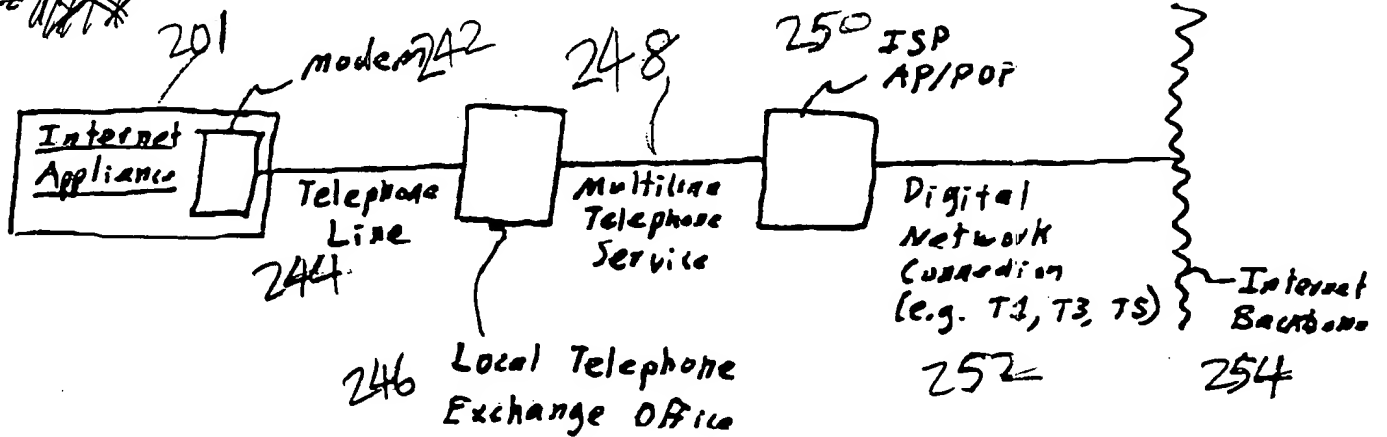 201
modem 242
Internet
Appliance
Telephone
Line
244
246
Local Telephone
Exchange Office
248
Multiline
Telephone
Service
250
ISP
AP/POP
Digital
Network
Connection
(e.g. T1, T3, T5)
252
Internet
Backbone
254